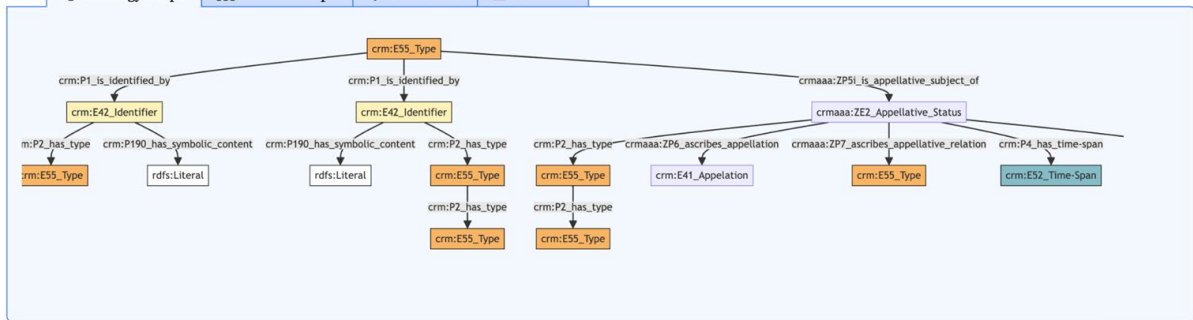 crm:E55_Type
crm:P1_is_identified_by crm:P1_is_identified_by crmaaa:ZP5i_is_appellative_subject_of
crm:E42_Identifier crm:E42_Identifier crmaaa:ZE2_Appellative_Status
m:P2_has_type crm:P190_has_symbolic_content crm:P190_has_symbolic_content crm:P2_has_type crm:P2_has_type crmaaa:ZP6_ascribes_appellation crmaaa:ZP7_ascribes_appellative_relation crm:P4_has_time-span
crm:E55_Type rdfs:Literal rdfs:Literal crm:E55_Type crm:E55_Type crm:E41_Appelation crm:E55_Type crm:E52_Time-Span
crm:P2_has_type crm:P2_has_type
crm:E55_Type crm:E55_Type